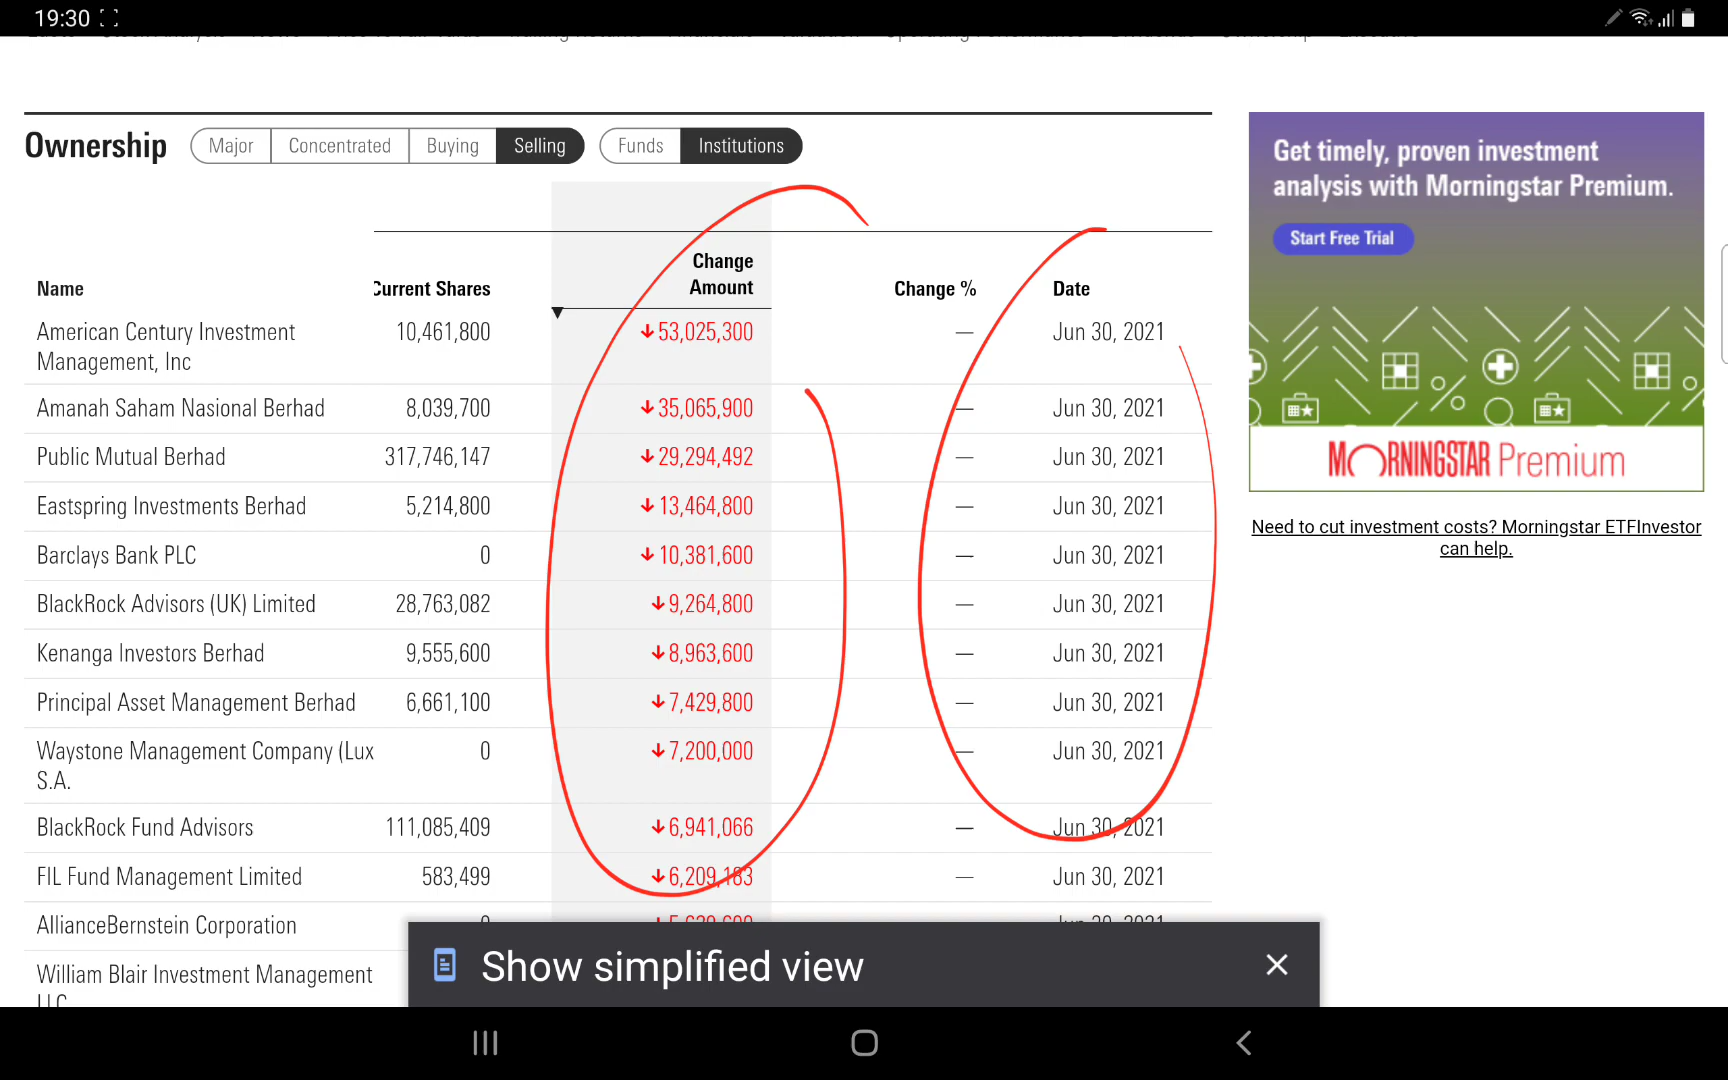 19:30
Ownership Major Concentrated Buying Selling Funds Institutions
Name Current Shares Change Amount Change % Date
American Century Investment Management, Inc 10,461,800 ↓53,025,300 — Jun 30, 2021
Amanah Saham Nasional Berhad 8,039,700 ↓35,065,900 — Jun 30, 2021
Public Mutual Berhad 317,746,147 ↓29,294,492 — Jun 30, 2021
Eastspring Investments Berhad 5,214,800 ↓13,464,800 — Jun 30, 2021
Barclays Bank PLC 0 ↓10,381,600 — Jun 30, 2021
BlackRock Advisors (UK) Limited 28,763,082 ↓9,264,800 — Jun 30, 2021
Kenanga Investors Berhad 9,555,600 ↓8,963,600 — Jun 30, 2021
Principal Asset Management Berhad 6,661,100 ↓7,429,800 — Jun 30, 2021
Waystone Management Company (Lux S.A. 0 ↓7,200,000 — Jun 30, 2021
BlackRock Fund Advisors 111,085,409 ↓6,941,066 — Jun 30, 2021
FIL Fund Management Limited 583,499 ↓6,209,183 — Jun 30, 2021
AllianceBernstein Corporation
William Blair Investment Management
Get timely, proven investment
analysis with Morningstar Premium.
Start Free Trial
MORNINGSTAR Premium
Need to cut investment costs? Morningstar ETFInvestor
can help.
Show simplified view